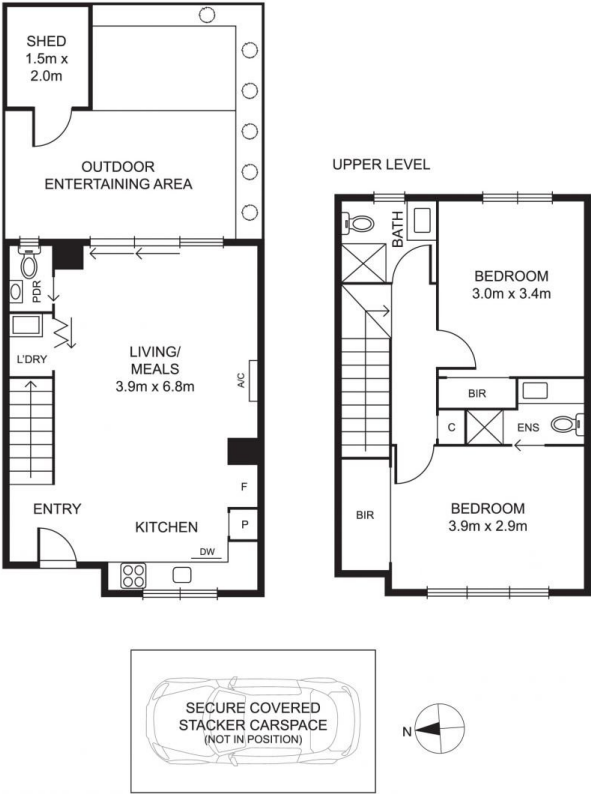 SHED
1.5m x
2.0m
OUTDOOR
ENTERTAINING AREA
PDR
L'DRY
LIVING/
MEALS
3.9m x 6.8m
A/C
F
P
ENTRY
KITCHEN
DW
UPPER LEVEL
BATH
BEDROOM
3.0m x 3.4m
BIR
C
ENS
BIR
BEDROOM
3.9m x 2.9m
SECURE COVERED
STACKER CARSPACE
(NOT IN POSITION)
N